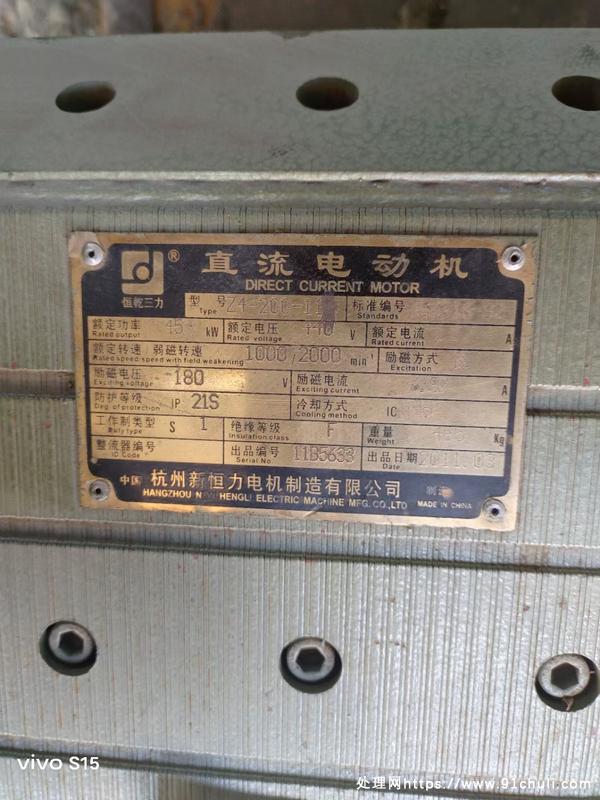 恒乾三力 ® 直流电动机
DIRECT CURRENT MOTOR
型号 Type 标准编号 Standards
额定功率 Rated output 45 kW 额定电压 Rated voltage V 额定电流 Rated current A
额定转速 弱磁转速 Rated speed speed with field weakening 1000/2000 min 励磁方式 Excitation
励磁电压 Exciting voltage 180 V 励磁电流 Exciting current A
防护等级 Deg of protection IP 21S 冷却方式 Cooling method IC
工作制类型 Duty type S 1 绝缘等级 Insulation class F 重量 Weight Kg
整流器编号 IC Code 出品编号 Serial No 11B5633 出品日期 Date
中国 杭州新恒力电机制造有限公司 制造
HANGZHOU HENGLI ELECTRIC MACHINE MFG.CO.,LTD MADE IN CHINA
vivo S15
处理网https://www.91chuli.com